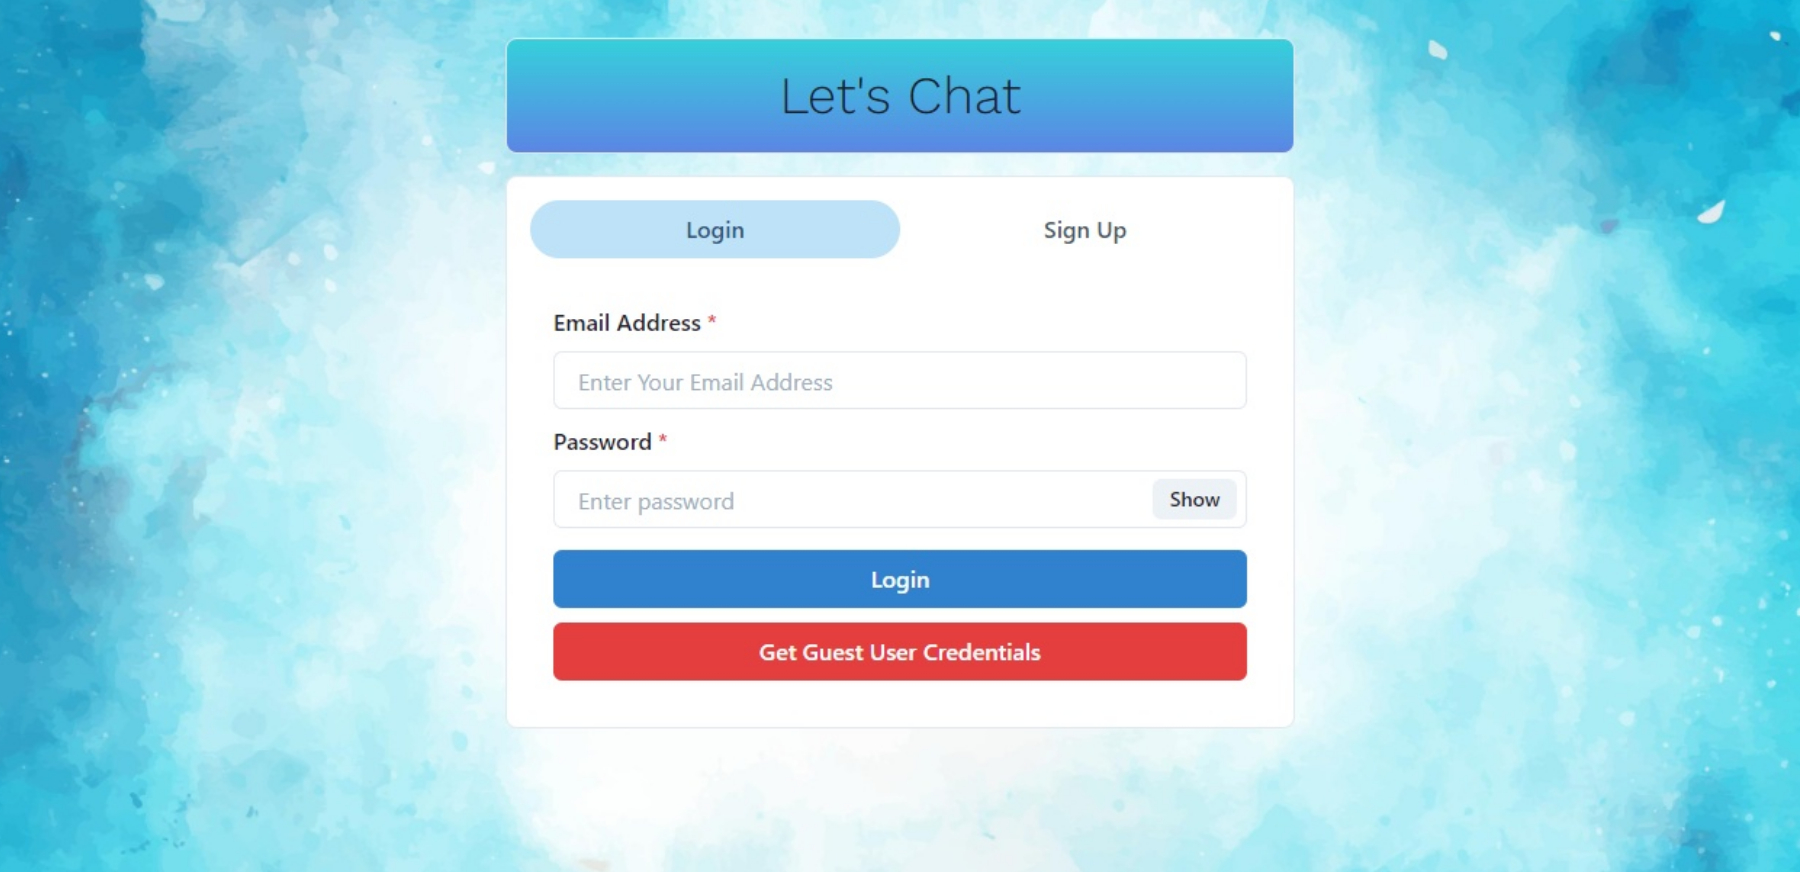 Let's Chat
Login
Sign Up
Email Address *
Enter Your Email Address
Password *
Enter password
Show
Login
Get Guest User Credentials